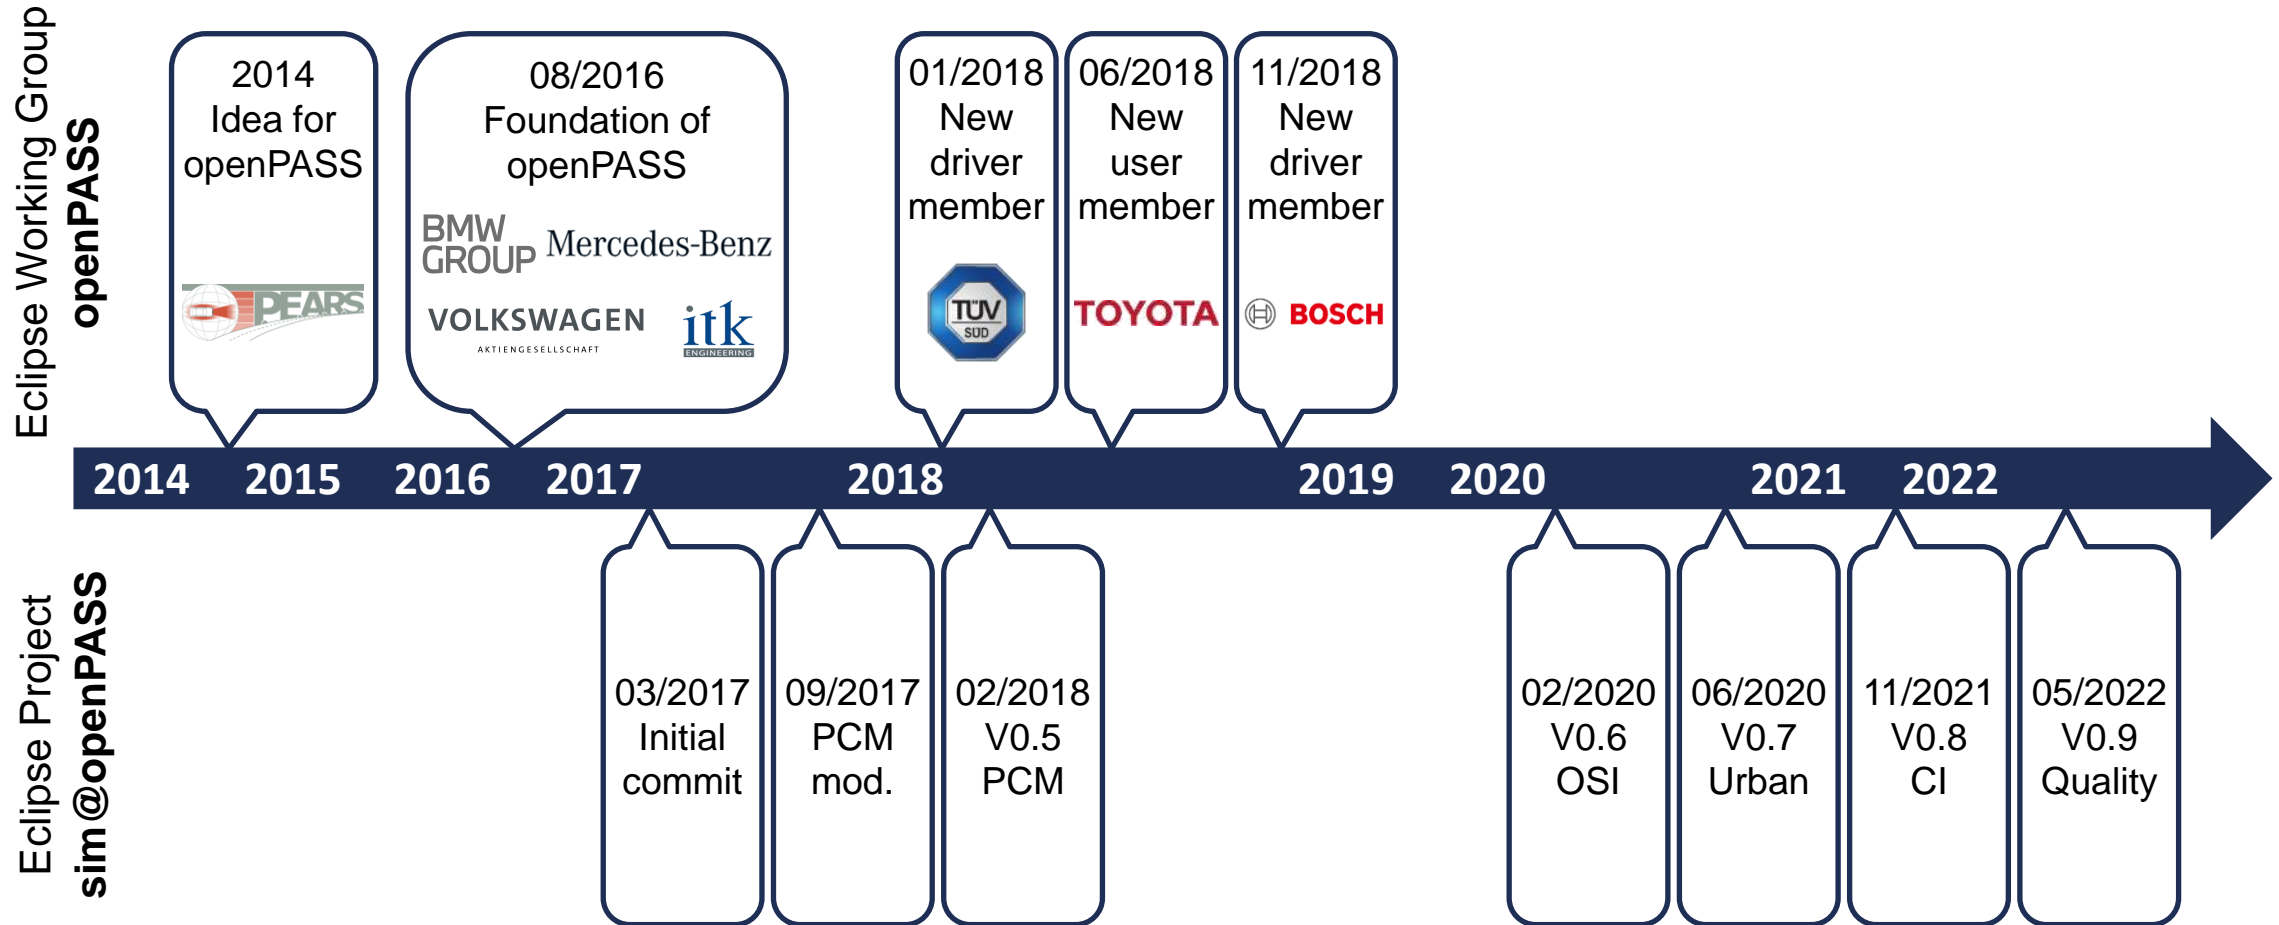 Eclipse Working Group
openPASS
2014
Idea for
openPASS
PEARS
08/2016
Foundation of
openPASS
BMW
GROUP
Mercedes-Benz
VOLKSWAGEN
AKTIENGESELLSCHAFT
itk
ENGINEERING
01/2018
New
driver
member
TÜV
SÜD
06/2018
New
user
member
TOYOTA
11/2018
New
driver
member
BOSCH
2014 2015 2016 2017 2018 2019 2020 2021 2022
Eclipse Project
sim@openPASS
03/2017
Initial
commit
09/2017
PCM
mod.
02/2018
V0.5
PCM
02/2020
V0.6
OSI
06/2020
V0.7
Urban
11/2021
V0.8
CI
05/2022
V0.9
Quality